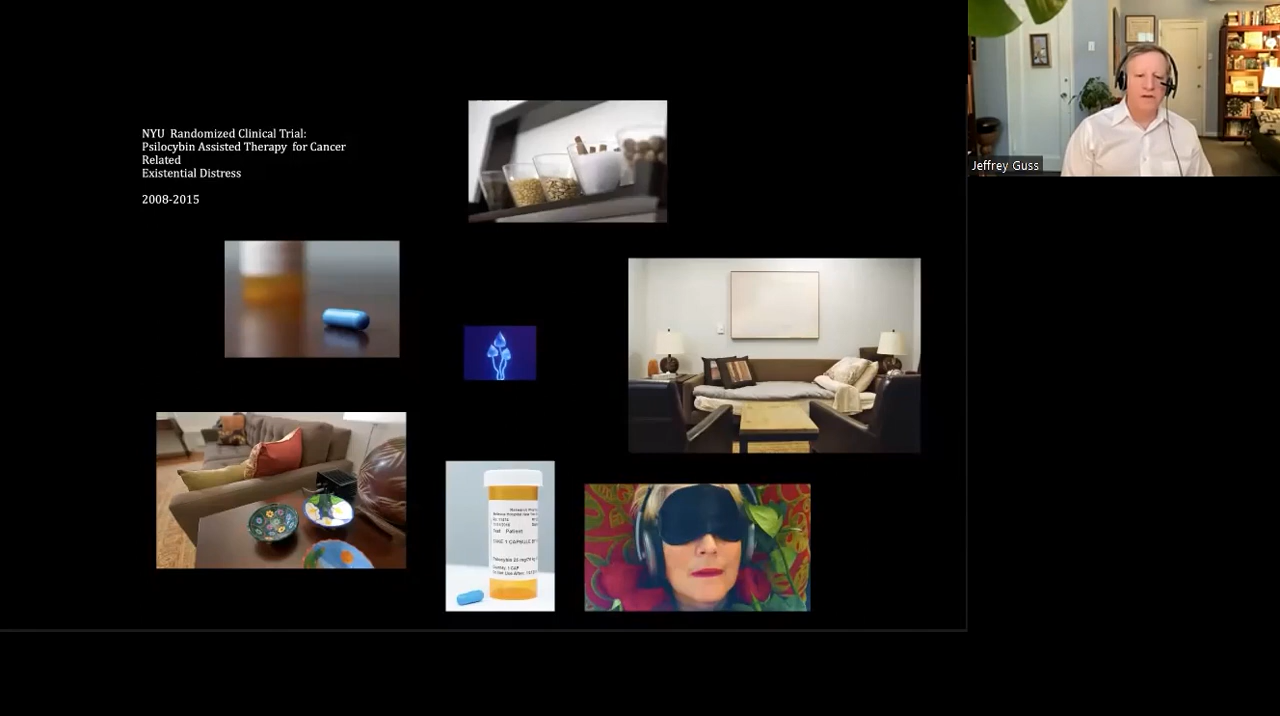 NYU Randomized Clinical Trial:
Psilocybin Assisted Therapy for Cancer
Related
Existential Distress
2008-2015
Jeffrey Guss